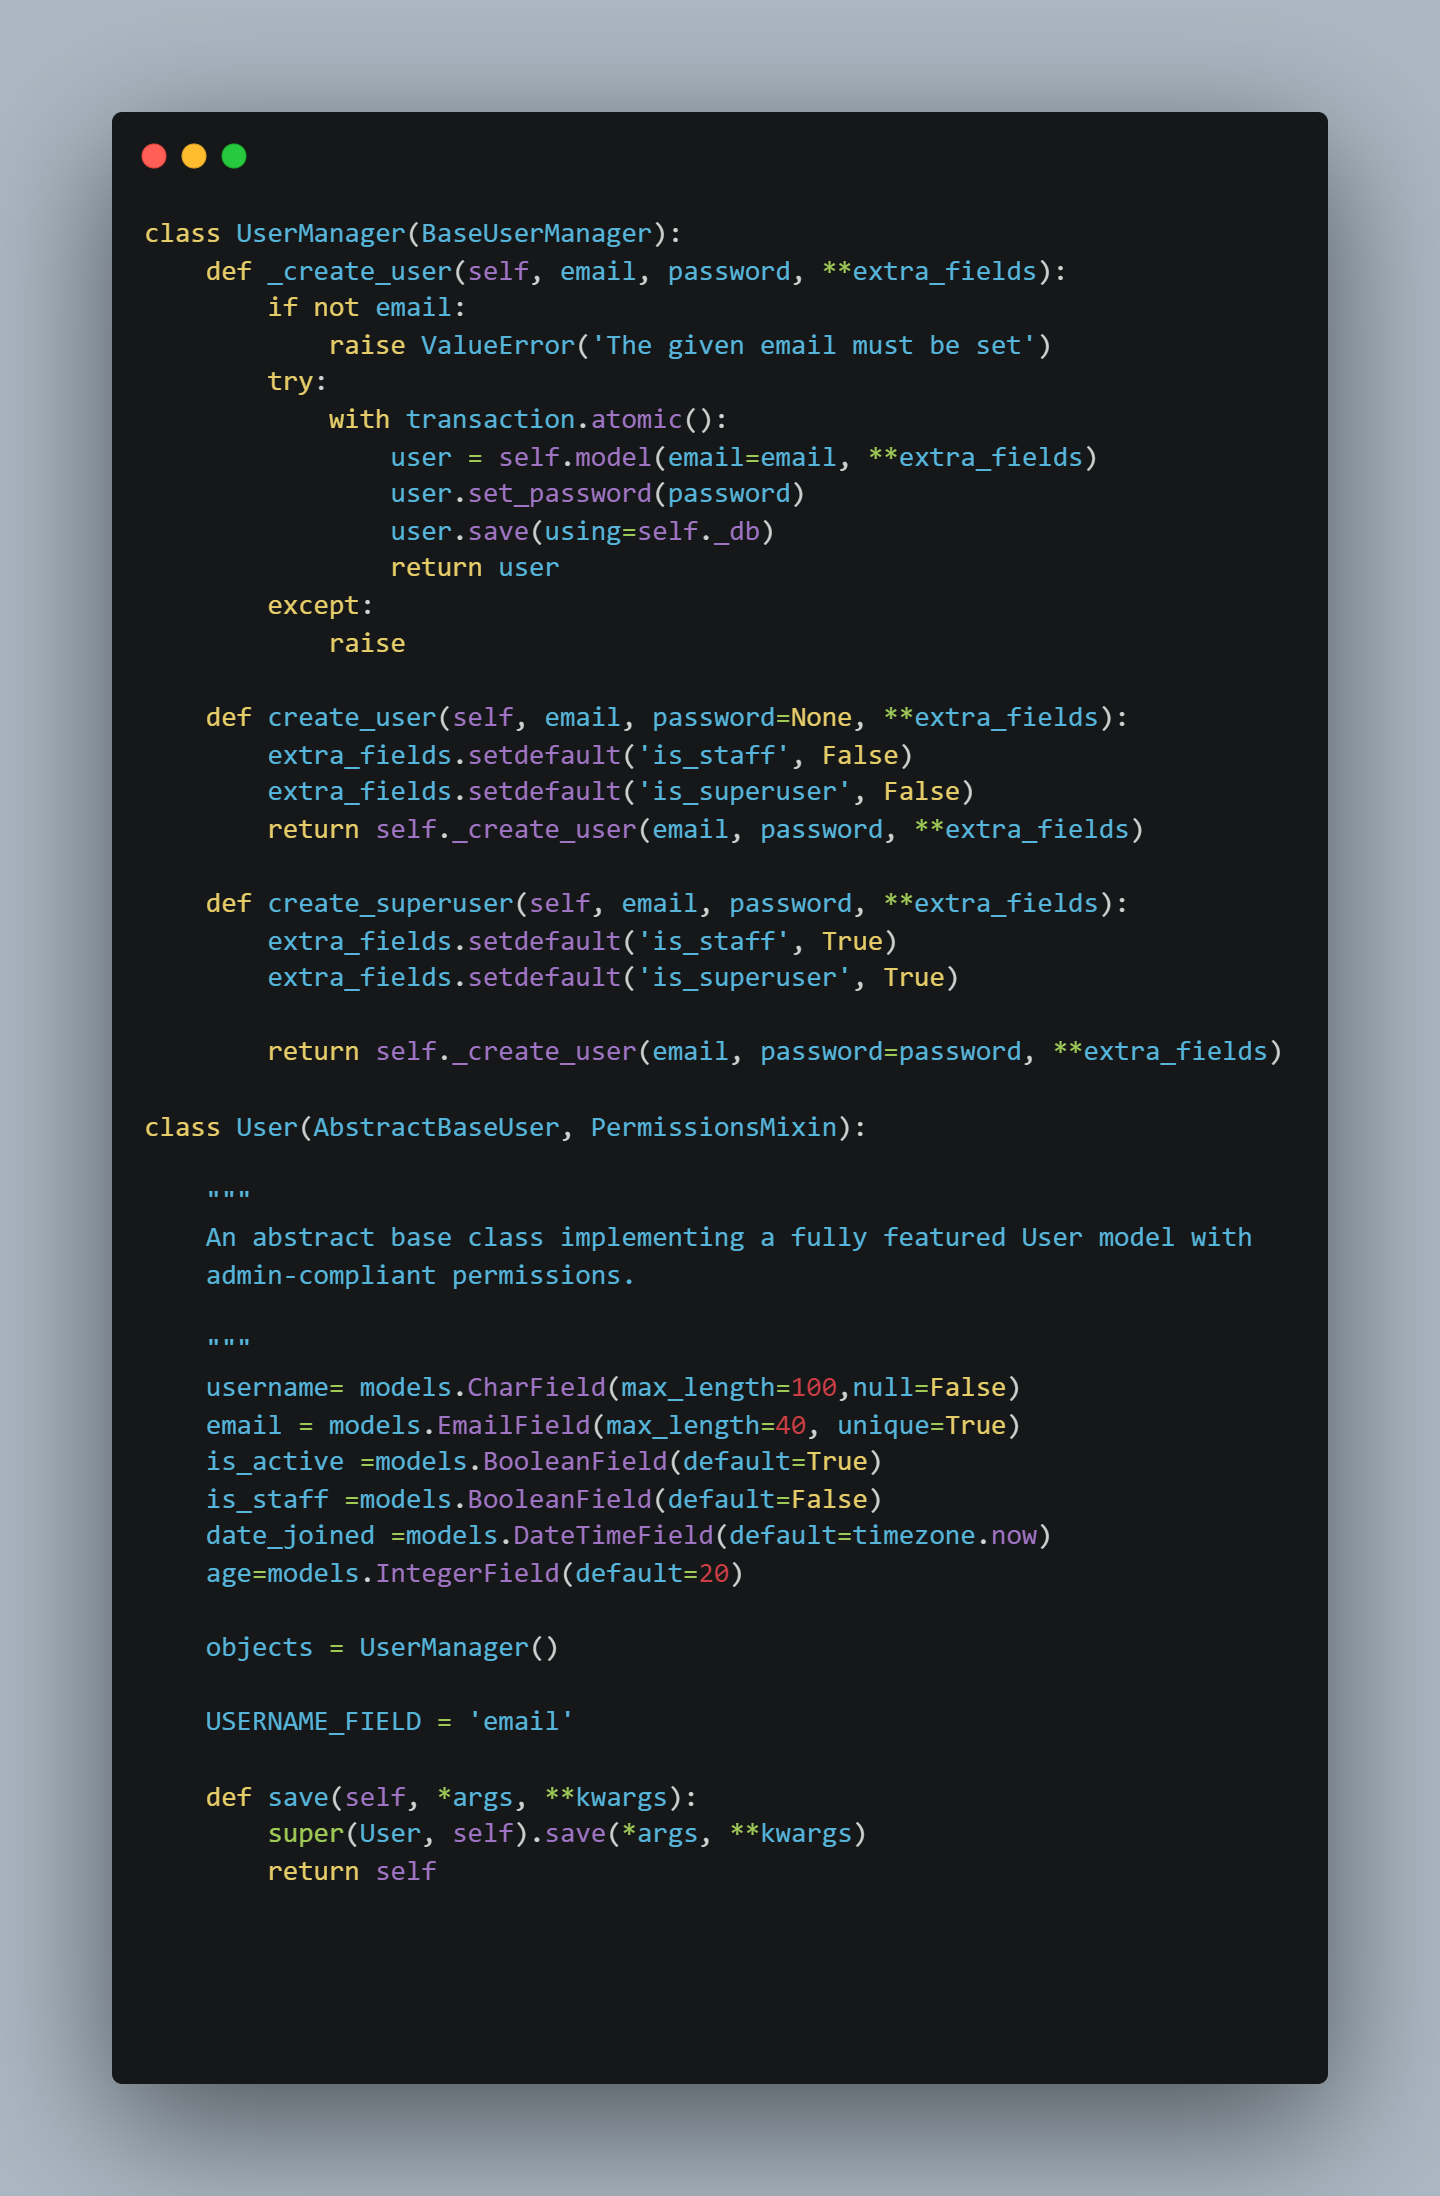 class UserManager(BaseUserManager):
    def _create_user(self, email, password, **extra_fields):
        if not email:
            raise ValueError('The given email must be set')
        try:
            with transaction.atomic():
                user = self.model(email=email, **extra_fields)
                user.set_password(password)
                user.save(using=self._db)
                return user
        except:
            raise

    def create_user(self, email, password=None, **extra_fields):
        extra_fields.setdefault('is_staff', False)
        extra_fields.setdefault('is_superuser', False)
        return self._create_user(email, password, **extra_fields)

    def create_superuser(self, email, password, **extra_fields):
        extra_fields.setdefault('is_staff', True)
        extra_fields.setdefault('is_superuser', True)

        return self._create_user(email, password=password, **extra_fields)

class User(AbstractBaseUser, PermissionsMixin):

    """
    An abstract base class implementing a fully featured User model with
    admin-compliant permissions.

    """
    username= models.CharField(max_length=100,null=False)
    email = models.EmailField(max_length=40, unique=True)
    is_active =models.BooleanField(default=True)
    is_staff =models.BooleanField(default=False)
    date_joined =models.DateTimeField(default=timezone.now)
    age=models.IntegerField(default=20)

    objects = UserManager()

    USERNAME_FIELD = 'email'

    def save(self, *args, **kwargs):
        super(User, self).save(*args, **kwargs)
        return self